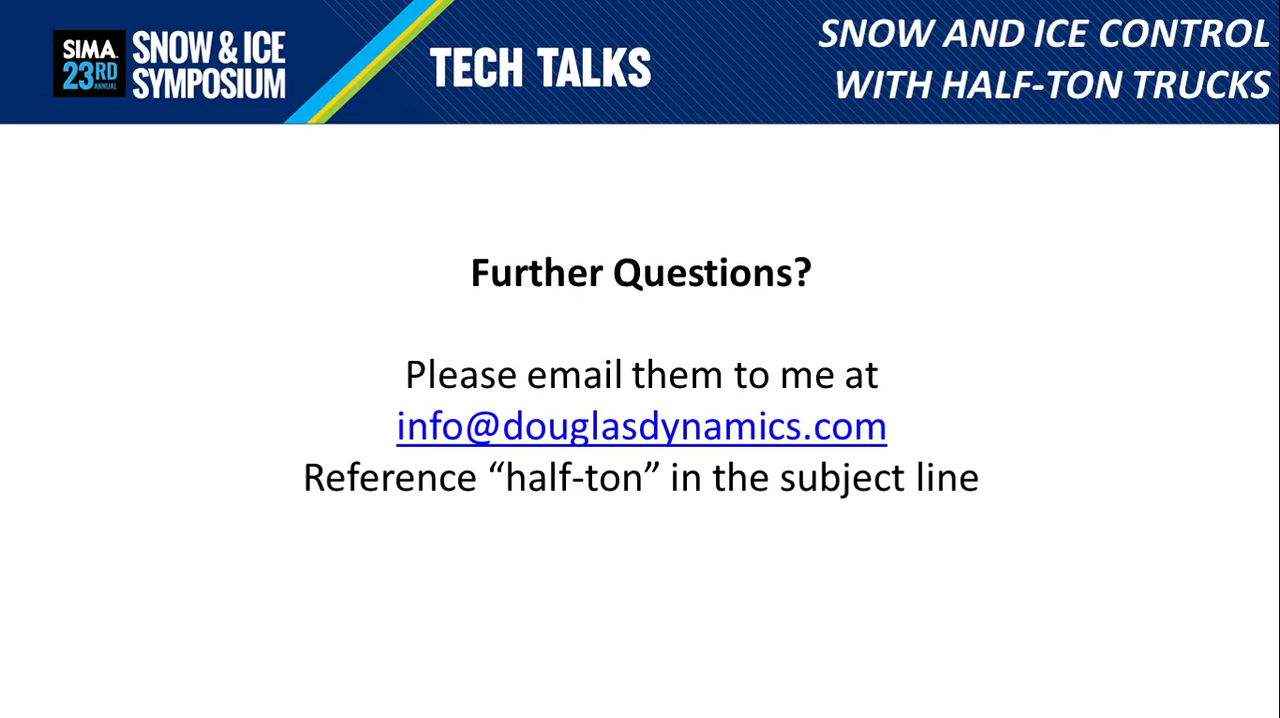 SIMA.
23RD
ANNUAL
SNOW & ICE
SYMPOSIUM
TECH TALKS
SNOW AND ICE CONTROL
WITH HALF-TON TRUCKS
Further Questions?
Please email them to me at
info@douglasdynamics.com
Reference “half-ton” in the subject line